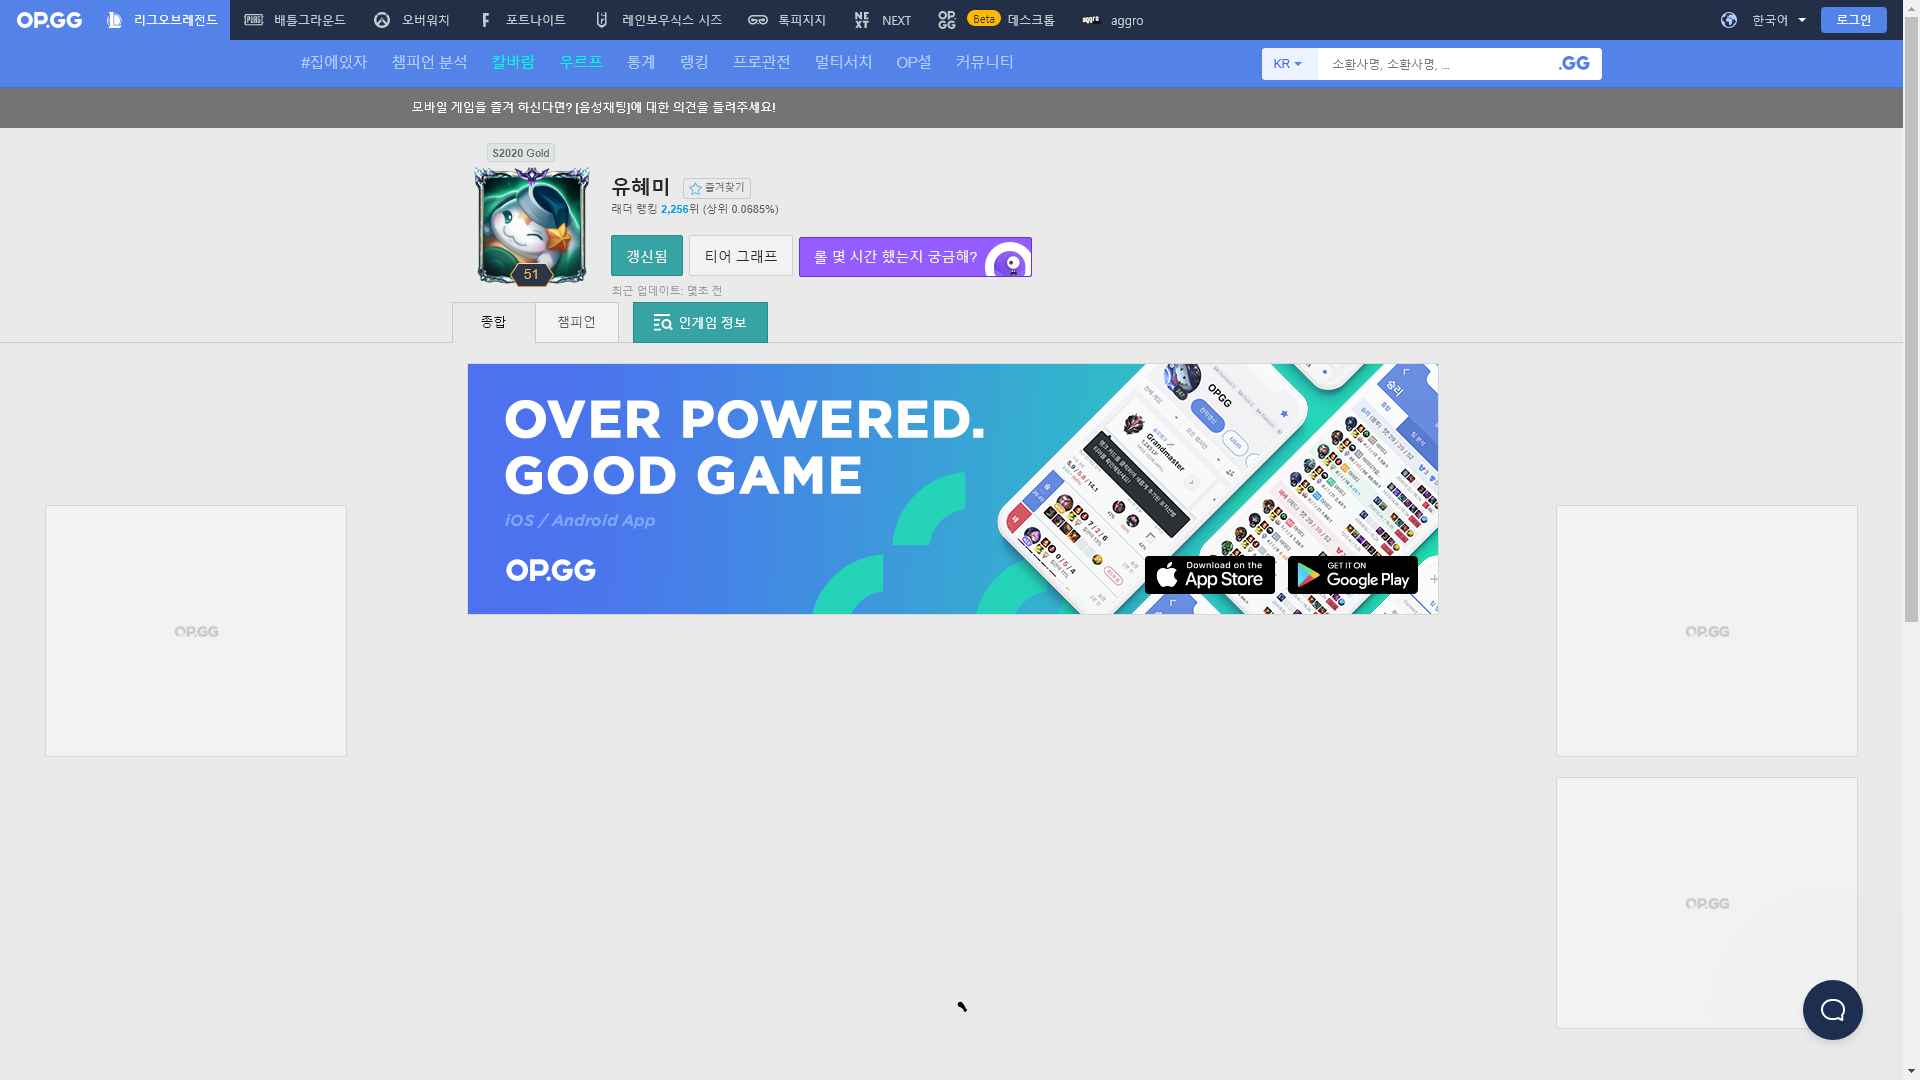 OP.GG 리그오브레전드 배틀그라운드 오버워치 포트나이트 레인보우식스 시즈 톡피지지 NEXT Beta 데스크톱 aggro 한국어 로그인
#집에있자 챔피언 분석 칼바람 우르프 통계 랭킹 프로관전 멀티서치 OP셜 커뮤니티 KR 소환사명, 소환사명, ... .GG
모바일 게임을 즐겨 하신다면? [음성채팅]에 대한 의견을 들려주세요!
S2020 Gold
유혜미 즐겨찾기
래더 랭킹 2,256위 (상위 0.0685%)
갱신됨 티어 그래프 롤 몇 시간 했는지 궁금해?
51
최근 업데이트: 몇초 전
종합 챔피언 인게임 정보
OVER POWERED.
GOOD GAME
iOS / Android App
OP.GG
OPGG
Grandmaster
승리
Download on the
App Store
GET IT ON
Google Play
OP.GG
OP.GG
OP.GG